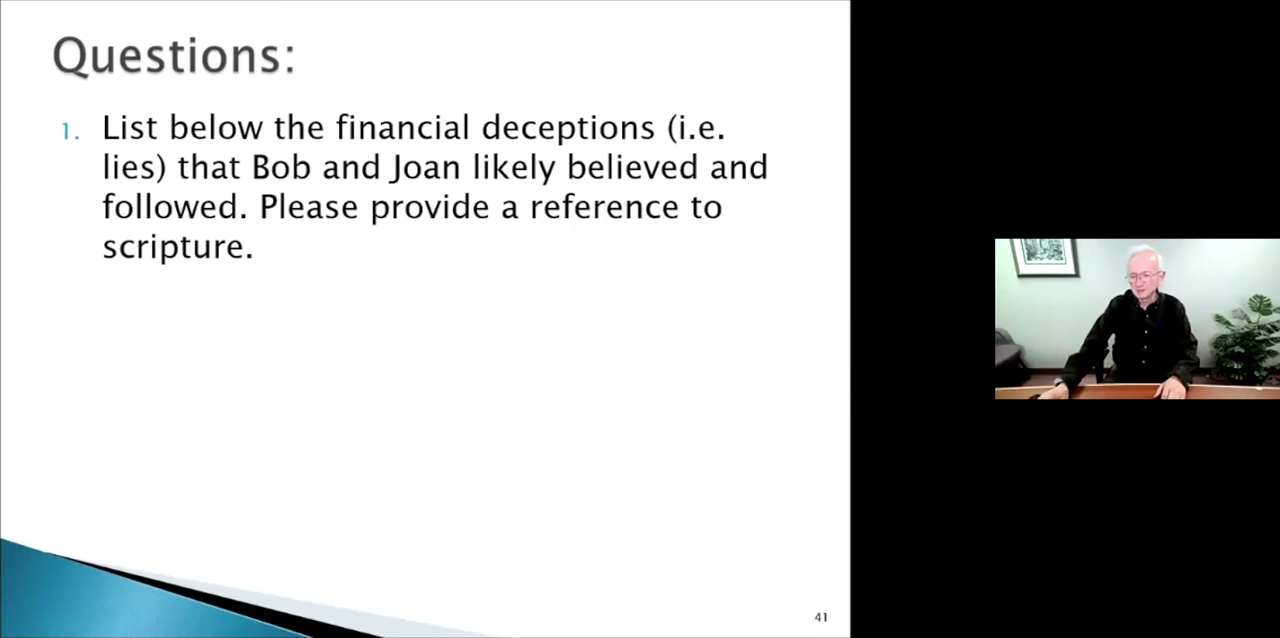 Questions:
1. List below the financial deceptions (i.e.
lies) that Bob and Joan likely believed and
followed. Please provide a reference to
scripture.
41